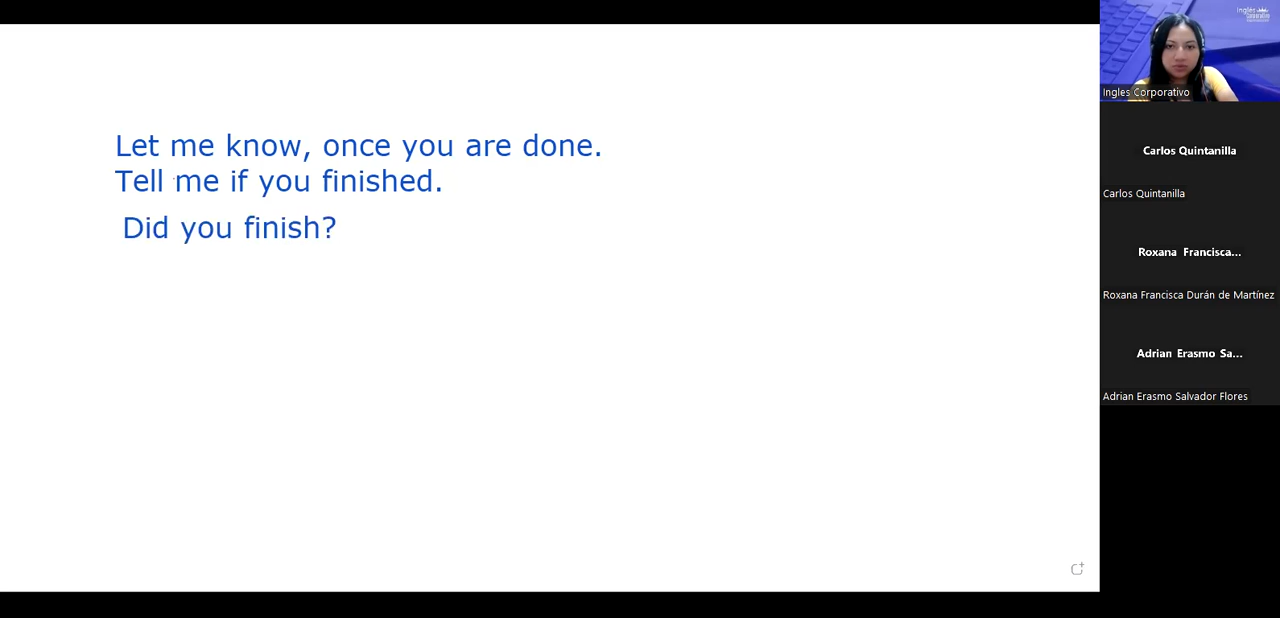 Let me know, once you are done.
Tell me if you finished.
Did you finish?
Ingles Corporativo
Carlos Quintanilla
Carlos Quintanilla
Roxana Francisca...
Roxana Francisca Durán de Martínez
Adrian Erasmo Sa...
Adrian Erasmo Salvador Flores